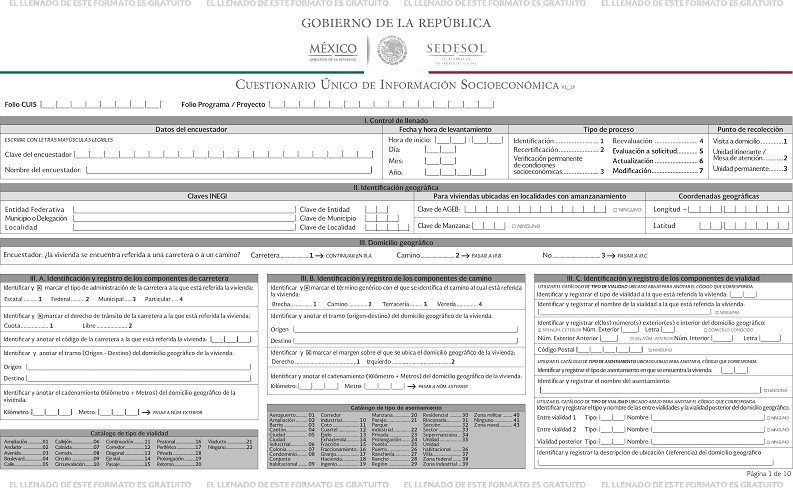 EL LLENADO DE ESTE FORMATO ES GRATUITO EL LLENADO DE ESTE FORMATO ES GRATUITO EL LLENADO DE ESTE FORMATO ES GRATUITO EL LLENADO DE ESTE FORMATO ES GRATUITO
GOBIERNO DE LA REPÚBLICA
MÉXICO SEDESOL
GOBIERNO DE LA REPÚBLICA
CUESTIONARIO ÚNICO DE INFORMACIÓN SOCIOECONÓMICA
Folio CUIS Folio Programa / Proyecto
I. Control de llenado
Datos del encuestador Fecha y hora de levantamiento Tipo de proceso Punto de recolección
ESCRIBIR CON LETRAS MAYÚSCULAS LEGIBLES
Clave del encuestador
Nombre del encuestador:
Hora de inicio:
Día:
Mes:
Año:
Identificación 1
Recertificación 2
Verificación permanente
de condiciones
socioeconómicas 3
Reevaluación 4
Evaluación a solicitud 5
Actualización 6
Modificación 7
Visita a domicilio 1
Unidad itinerante /
Mesa de atención 2
Unidad permanente 3
II. Identificación geográfica
Claves INEGI Para viviendas ubicadas en localidades con amanzanamiento Coordenadas geográficas
Entidad Federativa Clave de Entidad
Municipio o Delegación Clave de Municipio
Localidad Clave de Localidad
Clave de AGEB: NINGUNO
Clave de Manzana: NINGUNO
Longitud –
Latitud
III. Domicilio geográfico
Encuestador: ¿la vivienda se encuentra referida a una carretera o a un camino? Carretera 1 → CONTINUAR EN III.A Camino 2 → PASAR A III.B No 3 → PASAR A III.C
III. A. Identificación y registro de los componentes de carretera
Identificar y ☒ marcar el tipo de administración de la carretera a la que está referida la vivienda:
Estatal 1 Federal 2 Municipal 3 Particular 4
Identificar y ☒ marcar el derecho de tránsito de la carretera a la que está referida la vivienda:
Cuota 1 Libre 2
Identificar y anotar el código de la carretera a la que está referida la vivienda:
Identificar y anotar el tramo (Origen - Destino) del domicilio geográfico de la vivienda:
Origen
Destino
Identificar y anotar el cadenamiento (Kilómetro + Metros) del domicilio geográfico de la
vivienda:
Kilómetro: Metro: → PASAR A NÚM. EXTERIOR
Catálogo de tipo de vialidad
Ampliación 01
Andador 02
Avenida 03
Boulevard 04
Calle 05
Callejón 06
Calzada 07
Cerrada 08
Circuito 09
Circunvalación 10
Continuación 11
Corredor 12
Diagonal 13
Eje vial 14
Pasaje 15
Peatonal 16
Periférico 17
Privada 18
Prolongación 19
Retorno 20
Viaducto 21
Ninguno 22
III. B. Identificación y registro de los componentes de camino
Identificar y ☒ marcar el término genérico con el que se identifica el camino al cual está referida
la vivienda:
Brecha 1 Camino 2 Terracería 3 Vereda 4
Identificar y anotar el tramo (origen-destino) del domicilio geográfico de la vivienda:
Origen
Destino
Identificar y ☒ marcar el margen sobre el que se ubica el domicilio geográfico de la vivienda:
Derecho 1 Izquierdo 2
Identificar y anotar el cadenamiento (Kilómetro + Metros) del domicilio geográfico de la vivienda:
Kilómetro: Metro: → PASAR A NÚM. EXTERIOR
Catálogo de tipo de asentamiento
Aeropuerto 01
Ampliación 02
Barrio 03
Cantón 04
Ciudad 05
Ciudad
industrial 06
Colonia 07
Condominio 08
Conjunto
habitacional 09
Corredor
industrial 10
Coto 11
Cuartel 12
Ejido 13
Exhacienda 14
Fracción 15
Fraccionamiento 16
Granja 17
Hacienda 18
Ingenio 19
Manzana 20
Paraje 21
Parque
industrial 22
Privada 23
Prolongación 24
Pueblo 25
Puerto 26
Ranchería 27
Rancho 28
Región 29
Residencial 30
Rinconada 31
Sección 32
Sector 33
Supermanzana 34
Unidad 35
Unidad
habitacional 36
Villa 37
Zona federal 38
Zona industrial 39
Zona militar 40
Ninguno 41
Zona naval 43
III. C. Identificación y registro de los componentes de vialidad
UTILIZAR EL CATÁLOGO DE TIPO DE VIALIDAD UBICADO ABAJO PARA ANOTAR EL CÓDIGO QUE CORRESPONDA.
Identificar y registrar el tipo de vialidad a la que está referida la vivienda:
Identificar y registrar el nombre de la vialidad a la que está referida la vivienda:
NINGUNO
Identificar y registrar el(los) número(s) exterior(es) e interior del domicilio geográfico:
SIN NÚM. EXTERIOR Núm. Exterior Letra DOMICILIO CONOCIDO
Núm. Exterior Anterior SIN NÚM. INTERIOR Núm. Interior Letra
Código Postal NINGUNO
UTILIZAR EL CATÁLOGO DE TIPO DE ASENTAMIENTO UBICADO ABAJO PARA ANOTAR EL CÓDIGO QUE CORRESPONDA.
Identificar y registrar el tipo de asentamiento en que se encuentra la vivienda
Identificar y registrar el nombre del asentamiento:
NINGUNO
UTILIZAR EL CATÁLOGO DE TIPO DE VIALIDAD UBICADO ABAJO PARA ANOTAR EL CÓDIGO QUE CORRESPONDA.
Identificar y registrar el tipo y nombre de las entre vialidades y la vialidad posterior del domicilio geográfico.
Entre vialidad 1 Tipo: Nombre: NINGUNO
Entre vialidad 2 Tipo: Nombre: NINGUNO
Vialidad posterior Tipo: Nombre: NINGUNO
Identificar y registrar la descripción de ubicación (referencia) del domicilio geográfico
Página 1 de 10
EL LLENADO DE ESTE FORMATO ES GRATUITO EL LLENADO DE ESTE FORMATO ES GRATUITO EL LLENADO DE ESTE FORMATO ES GRATUITO EL LLENADO DE ESTE FORMATO ES GRATUITO